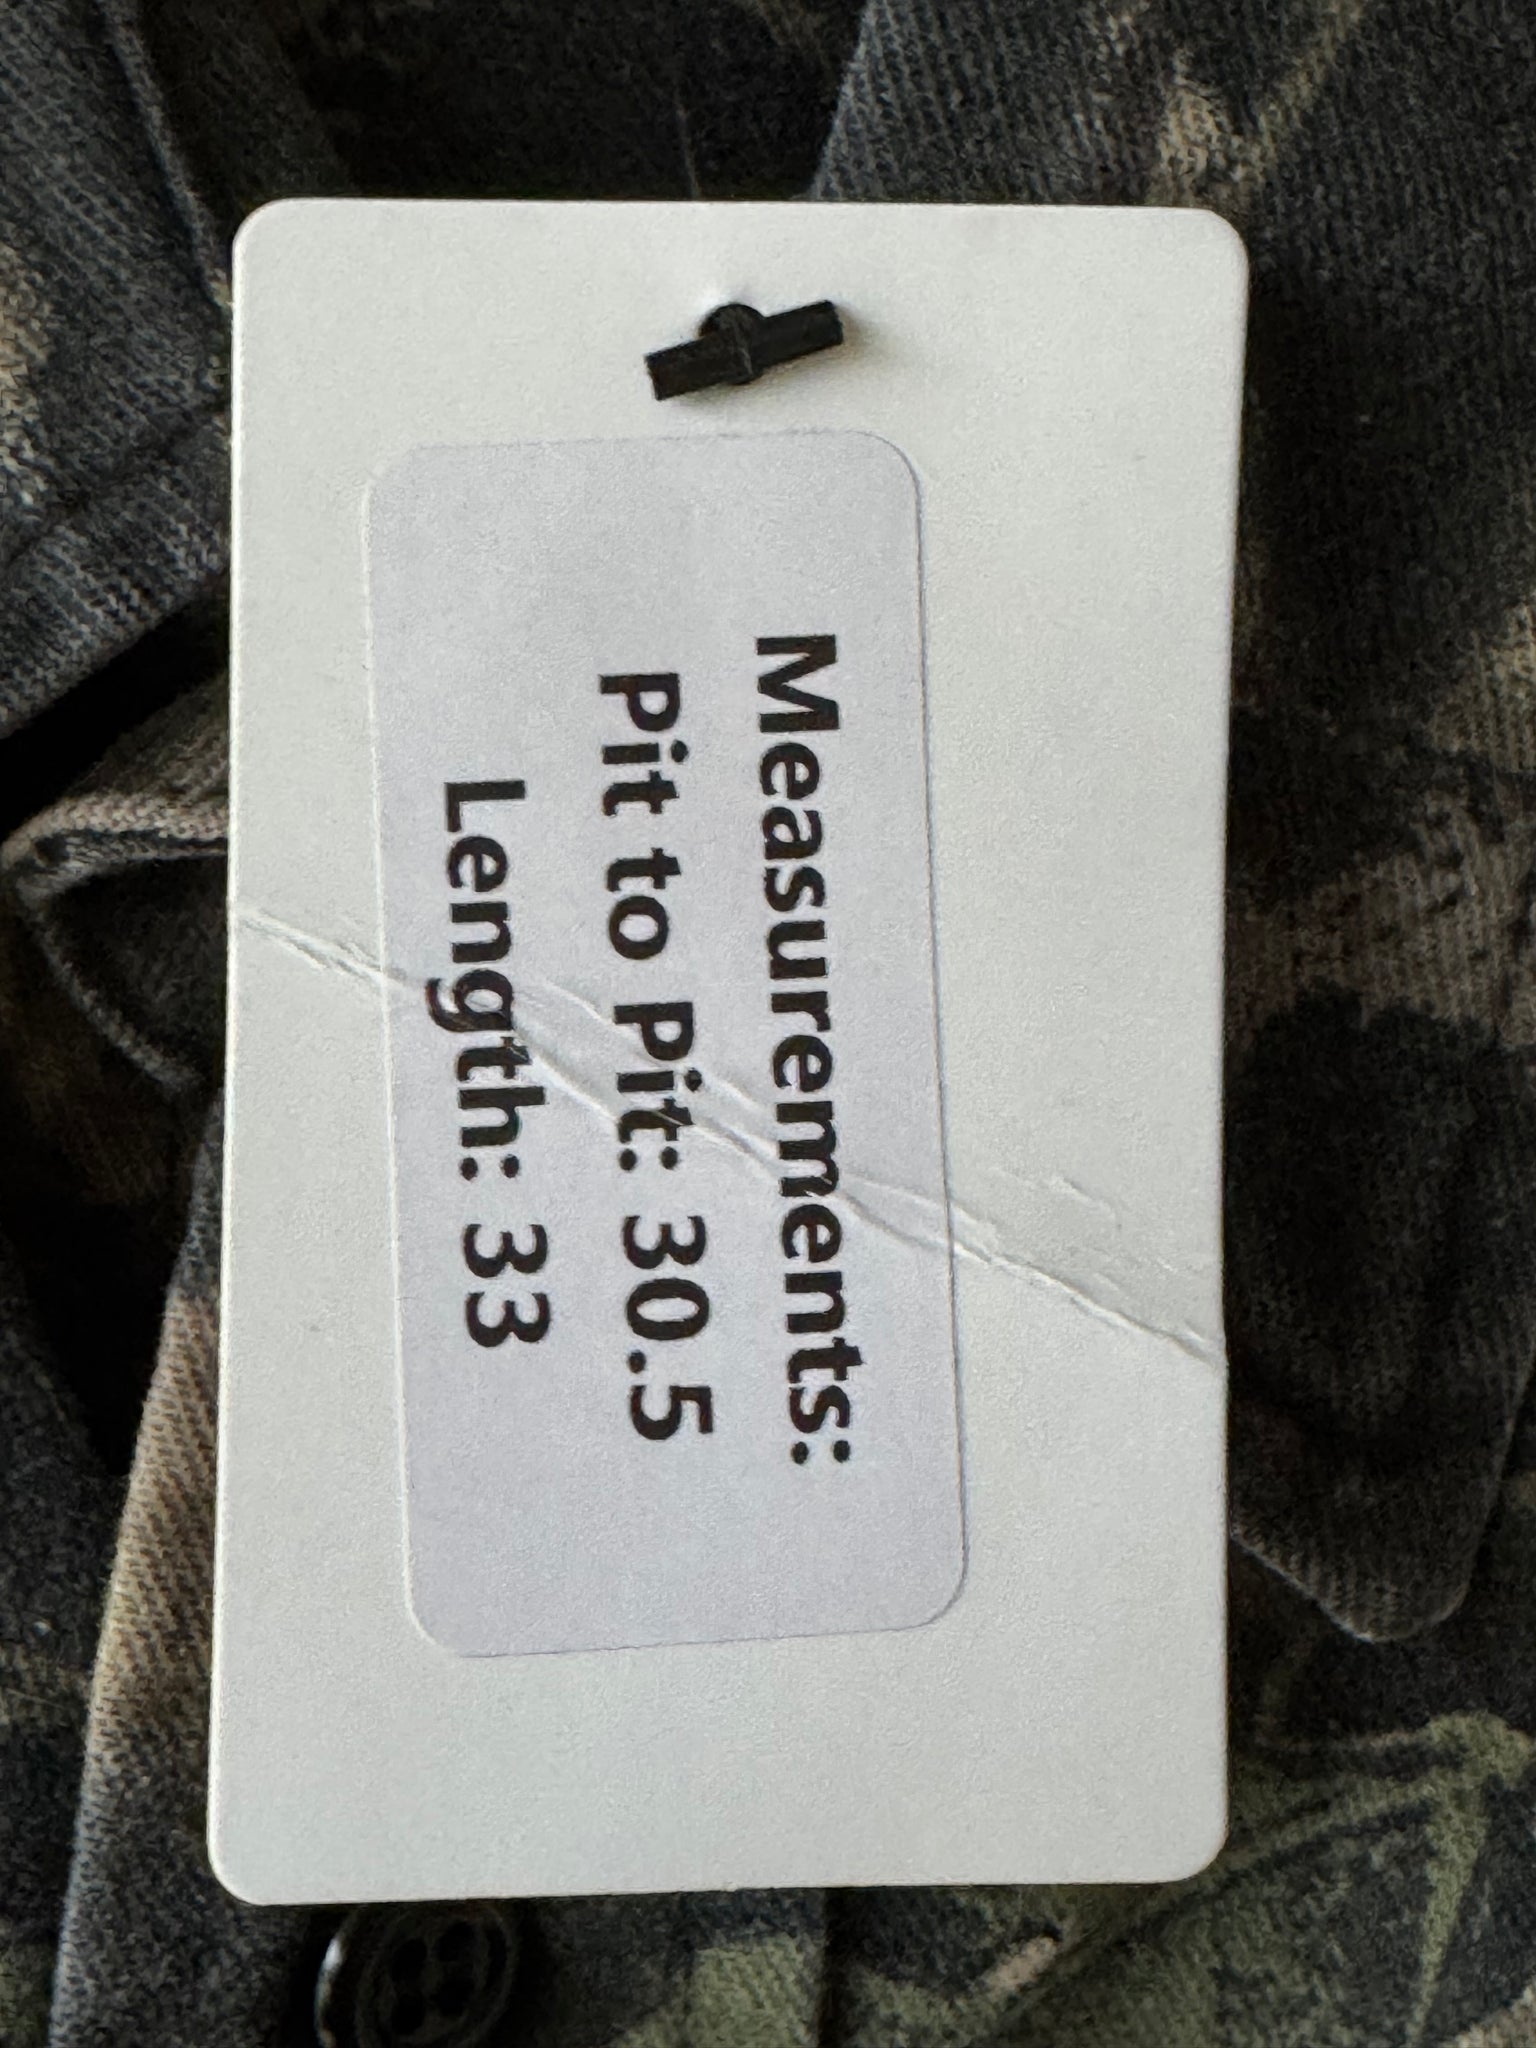 Measurements:
Pit to Pit: 30.5
Length: 33